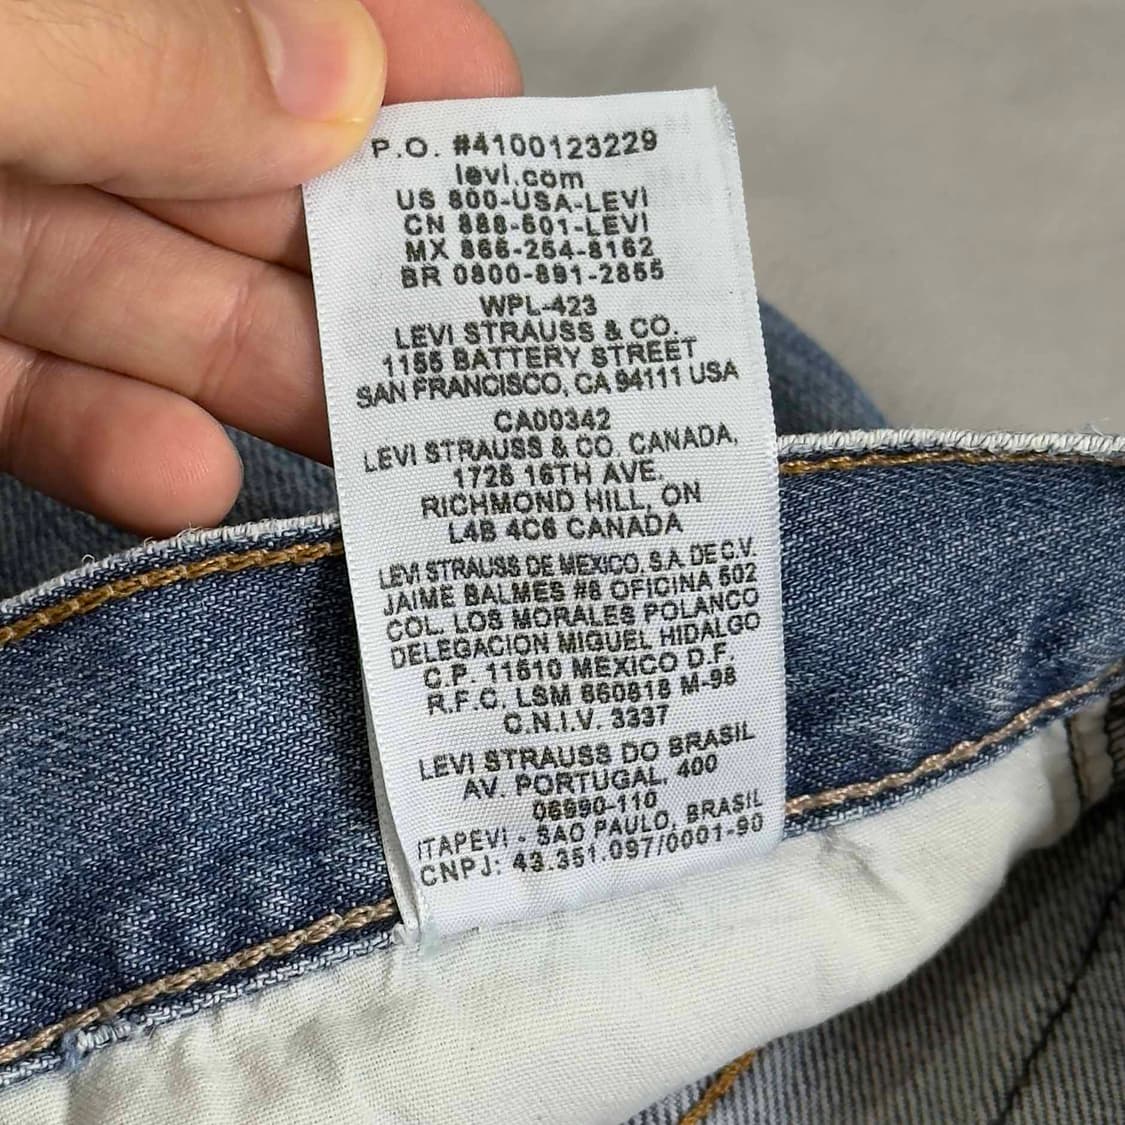 P.O. #4100123229
levi.com
US 800-USA-LEVI
CN 888-501-LEVI
MX 866-254-8162
BR 0800-891-2855
WPL-423
LEVI STRAUSS & CO.
1155 BATTERY STREET
SAN FRANCISCO, CA 94111 USA
CA00342
LEVI STRAUSS & CO. CANADA,
1725 16TH AVE.
RICHMOND HILL, ON
L4B 4C6 CANADA
LEVI STRAUSS DE MEXICO, S.A. DE C.V.
JAIME BALMES #8 OFICINA 502
COL. LOS MORALES POLANCO
DELEGACION MIGUEL HIDALGO
C.P. 11510 MEXICO D.F.
R.F.C. LSM 860818 M-98
C.N.I.V. 3337
LEVI STRAUSS DO BRASIL
AV. PORTUGAL, 400
06690-110
ITAPEVI - SAO PAULO, BRASIL
CNPJ: 43.351.097/0001-90